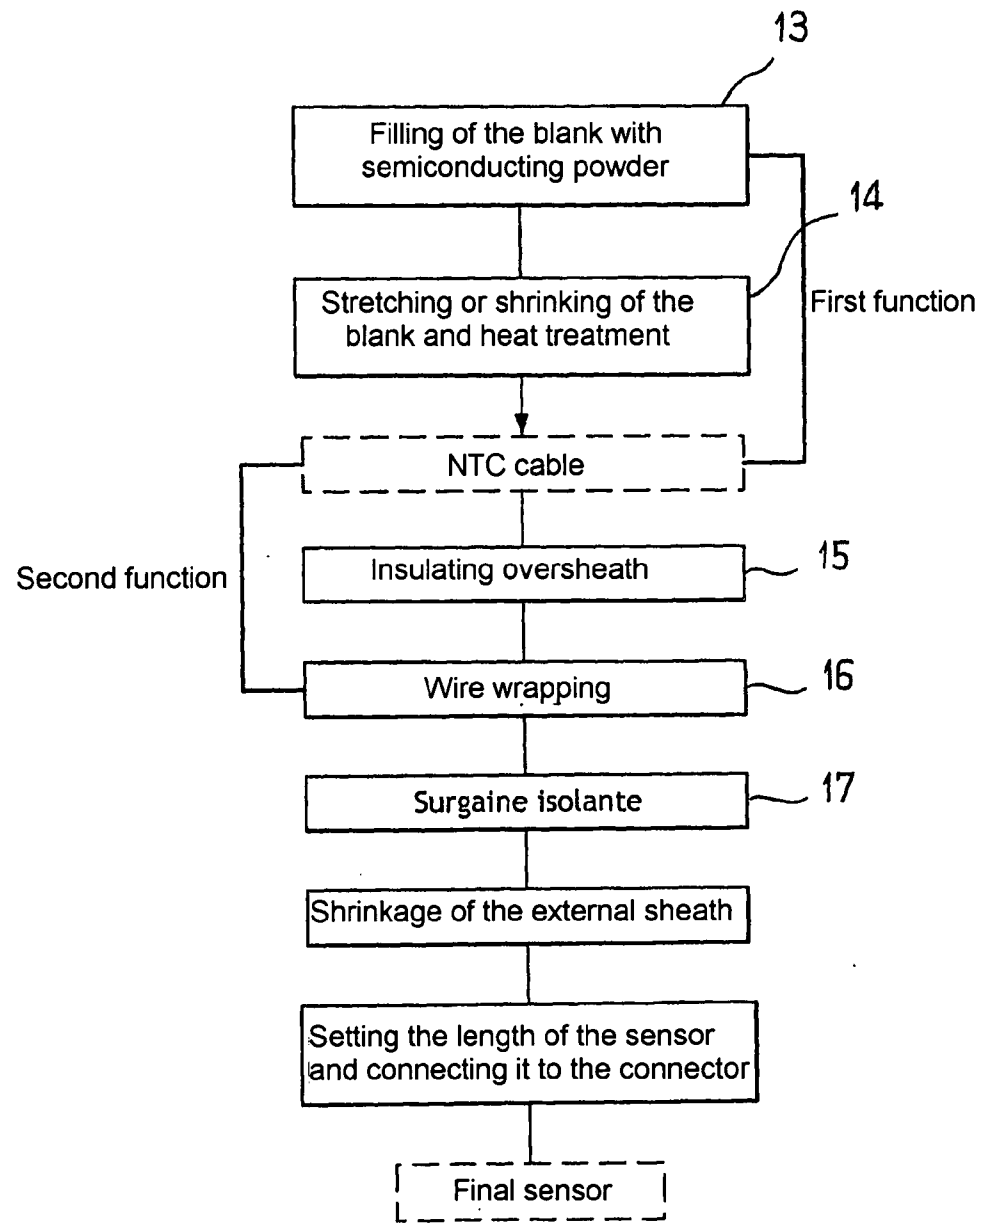 13
Filling of the blank with
semiconducting powder
14
Stretching or shrinking of the
blank and heat treatment
First function
NTC cable
Insulating oversheath
15
Second function
Wire wrapping
16
Surgaine isolante
17
Shrinkage of the external sheath
Setting the length of the sensor
and connecting it to the connector
Final sensor